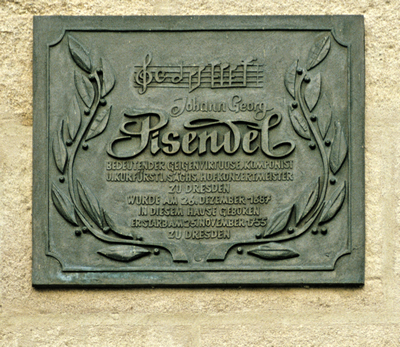 Johann Georg
Pisendel
BEDEUTENDER GEIGENVIRTUOSE, KOMPONIST
U. KURFÜRSTL. SÄCHS. HOFKONZERTMEISTER
ZU DRESDEN
WURDE AM 26. DEZEMBER 1687
IN DIESEM HAUSE GEBOREN
ER STARB AM 25. NOVEMBER 1755
ZU DRESDEN